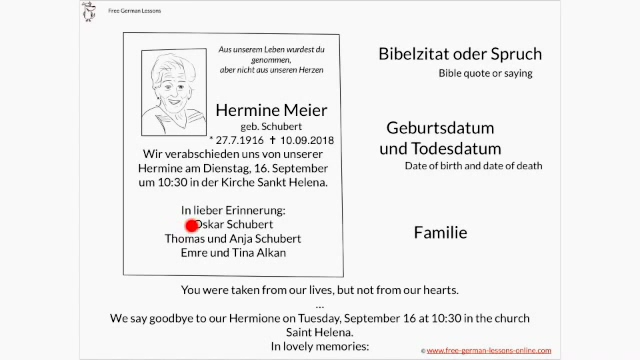 Free German Lessons
Aus unserem Leben wurdest du
genommen,
aber nicht aus unseren Herzen
Hermine Meier
geb. Schubert
* 27.7.1916 ✝ 10.09.2018
Wir verabschieden uns von unserer
Hermine am Dienstag, 16. September
um 10:30 in der Kirche Sankt Helena.
In lieber Erinnerung:
Oskar Schubert
Thomas und Anja Schubert
Emre und Tina Alkan
Bibelzitat oder Spruch
Bible quote or saying
Geburtsdatum
und Todesdatum
Date of birth and date of death
Familie
You were taken from our lives, but not from our hearts.
...
We say goodbye to our Hermione on Tuesday, September 16 at 10:30 in the church
Saint Helena.
In lovely memories:
© www.free-german-lessons-online.com